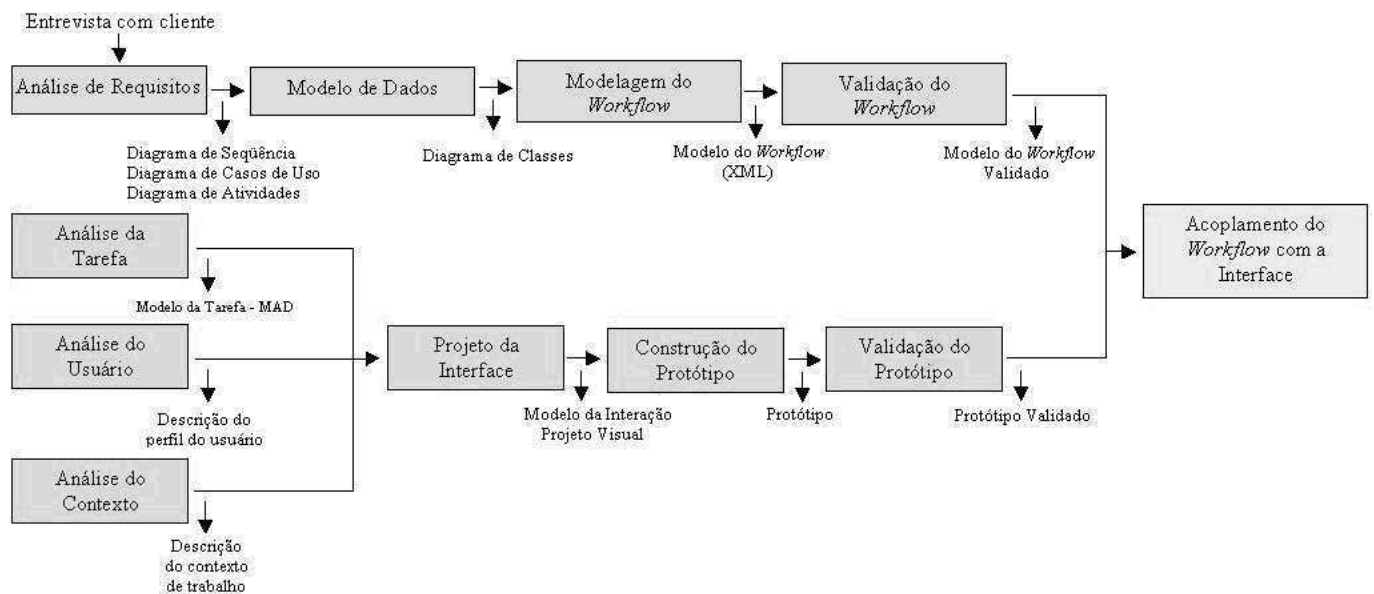 Entrevista com cliente
Análise de Requisitos
Modelo de Dados
Modelagem do
Workflow
Validação do
Workflow
Diagrama de Seqüência
Diagrama de Casos de Uso
Diagrama de Atividades
Diagrama de Classes
Modelo do Workflow
(XML)
Modelo do Workflow
Validado
Análise da
Tarefa
Modelo da Tarefa - MAD
Acoplamento do
Workflow com a
Interface
Análise do
Usuário
Descrição do
perfil do usuário
Projeto da
Interface
Construção do
Protótipo
Validação do
Protótipo
Modelo da Interação
Projeto Visual
Protótipo
Protótipo Validado
Análise do
Contexto
Descrição
do contexto
de trabalho